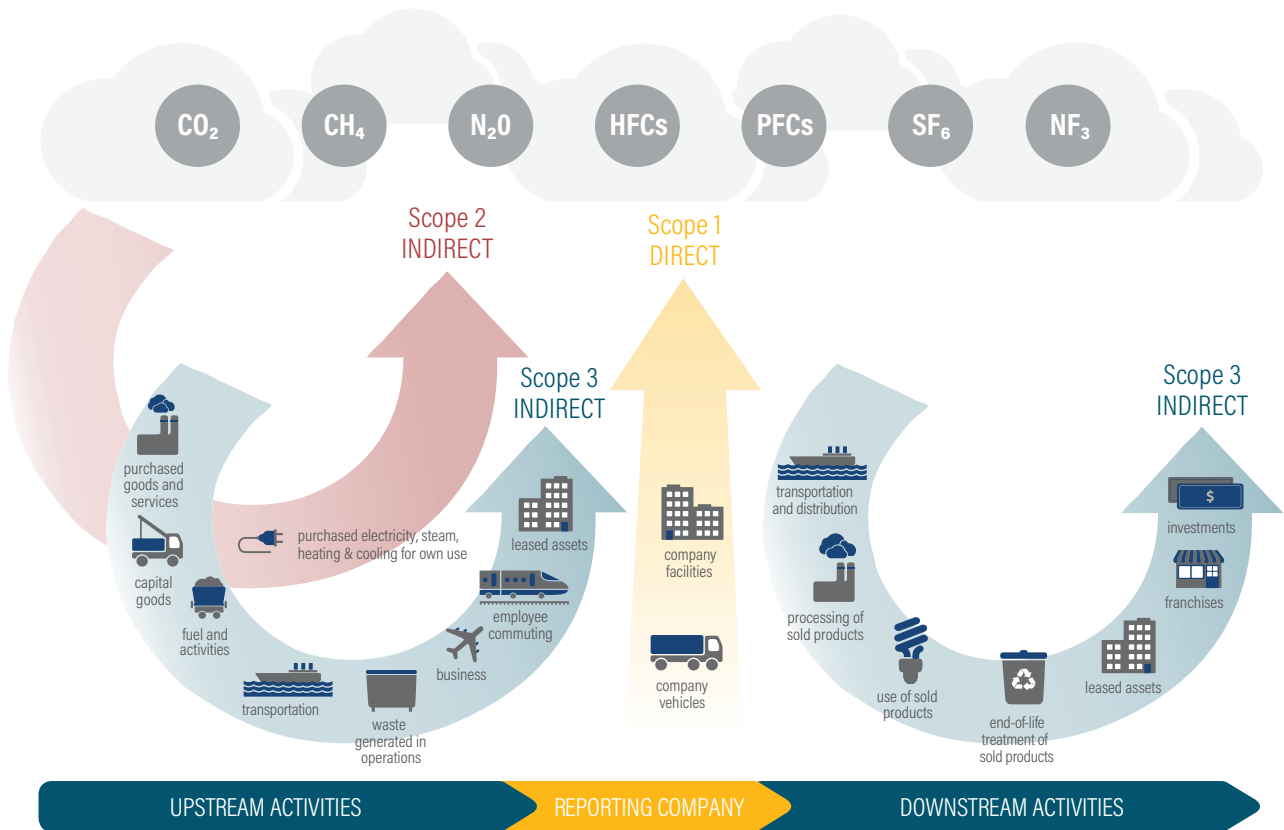 CO₂
CH₄
N₂0
HFCs
PFCs
SF₆
NF₃
Scope 2
INDIRECT
Scope 1
DIRECT
Scope 3
INDIRECT
Scope 3
INDIRECT
purchased
goods and
services
capital
goods
fuel and
activities
purchased electricity, steam,
heating & cooling for own use
transportation
waste
generated in
operations
business
employee
commuting
leased assets
company
facilities
company
vehicles
transportation
and distribution
processing of
sold products
use of sold
products
end-of-life
treatment of
sold products
leased assets
franchises
$
investments
UPSTREAM ACTIVITIES
REPORTING COMPANY
DOWNSTREAM ACTIVITIES